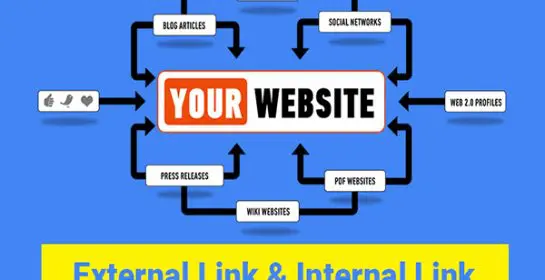 BLOG ARTICLES
SOCIAL NETWORKS
YOUR WEBSITE
WEB 2.0 PROFILES
PRESS RELEASES
PDF WEBSITES
WIKI WEBSITES
External Link & Internal Link